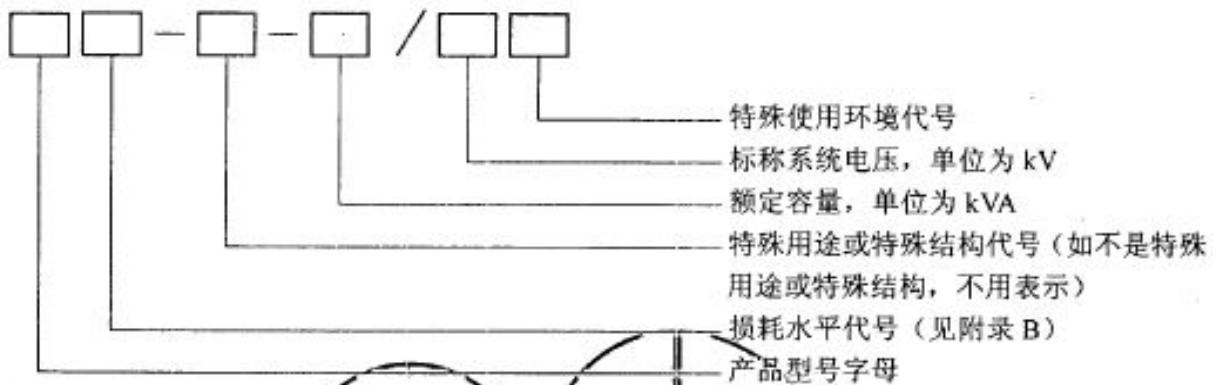 特殊使用环境代号
标称系统电压，单位为 kV
额定容量，单位为 kVA
特殊用途或特殊结构代号（如不是特殊
用途或特殊结构，不用表示）
损耗水平代号（见附录 B）
产品型号字母